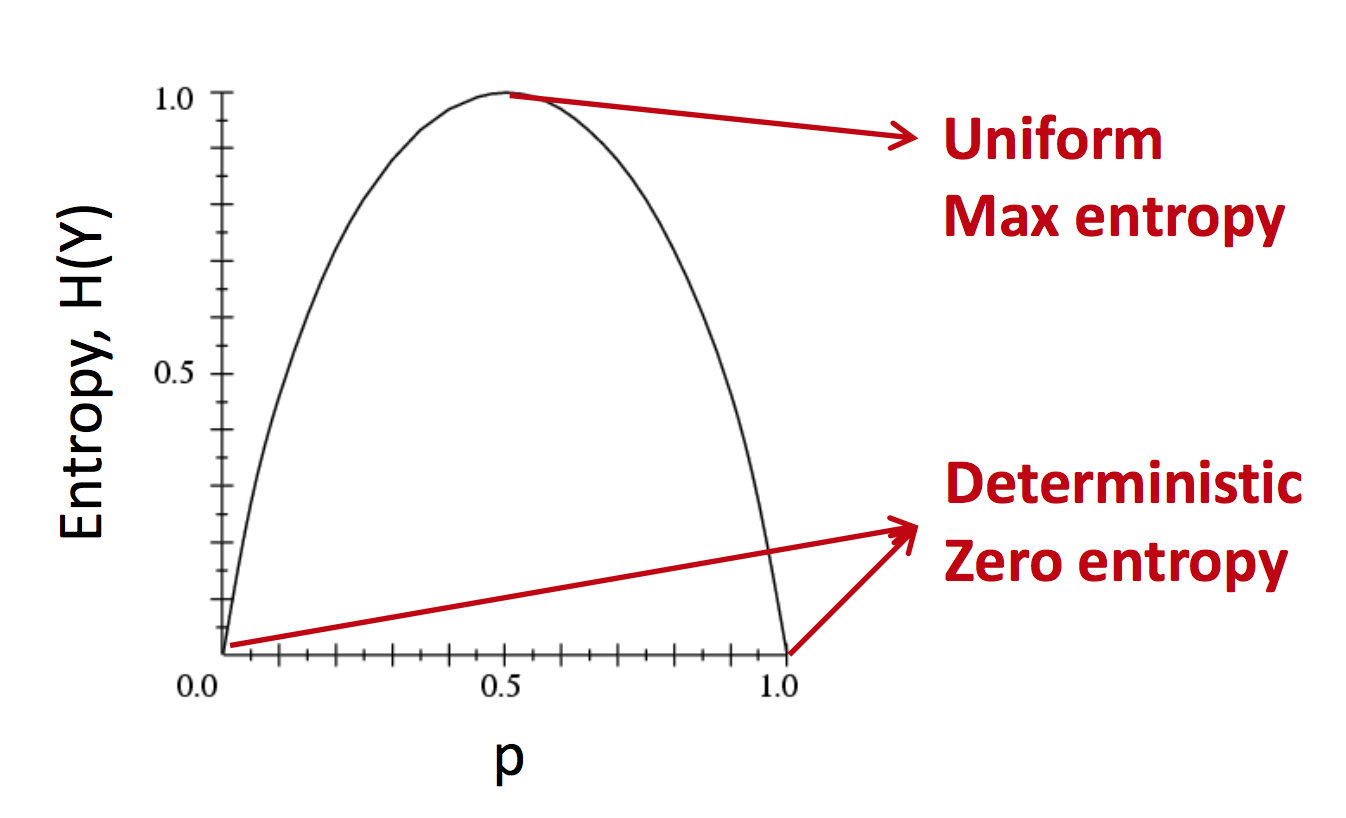 1.0
Uniform
Max entropy
Entropy, H(Y)
0.5
Deterministic
Zero entropy
0.0
0.5
1.0
p